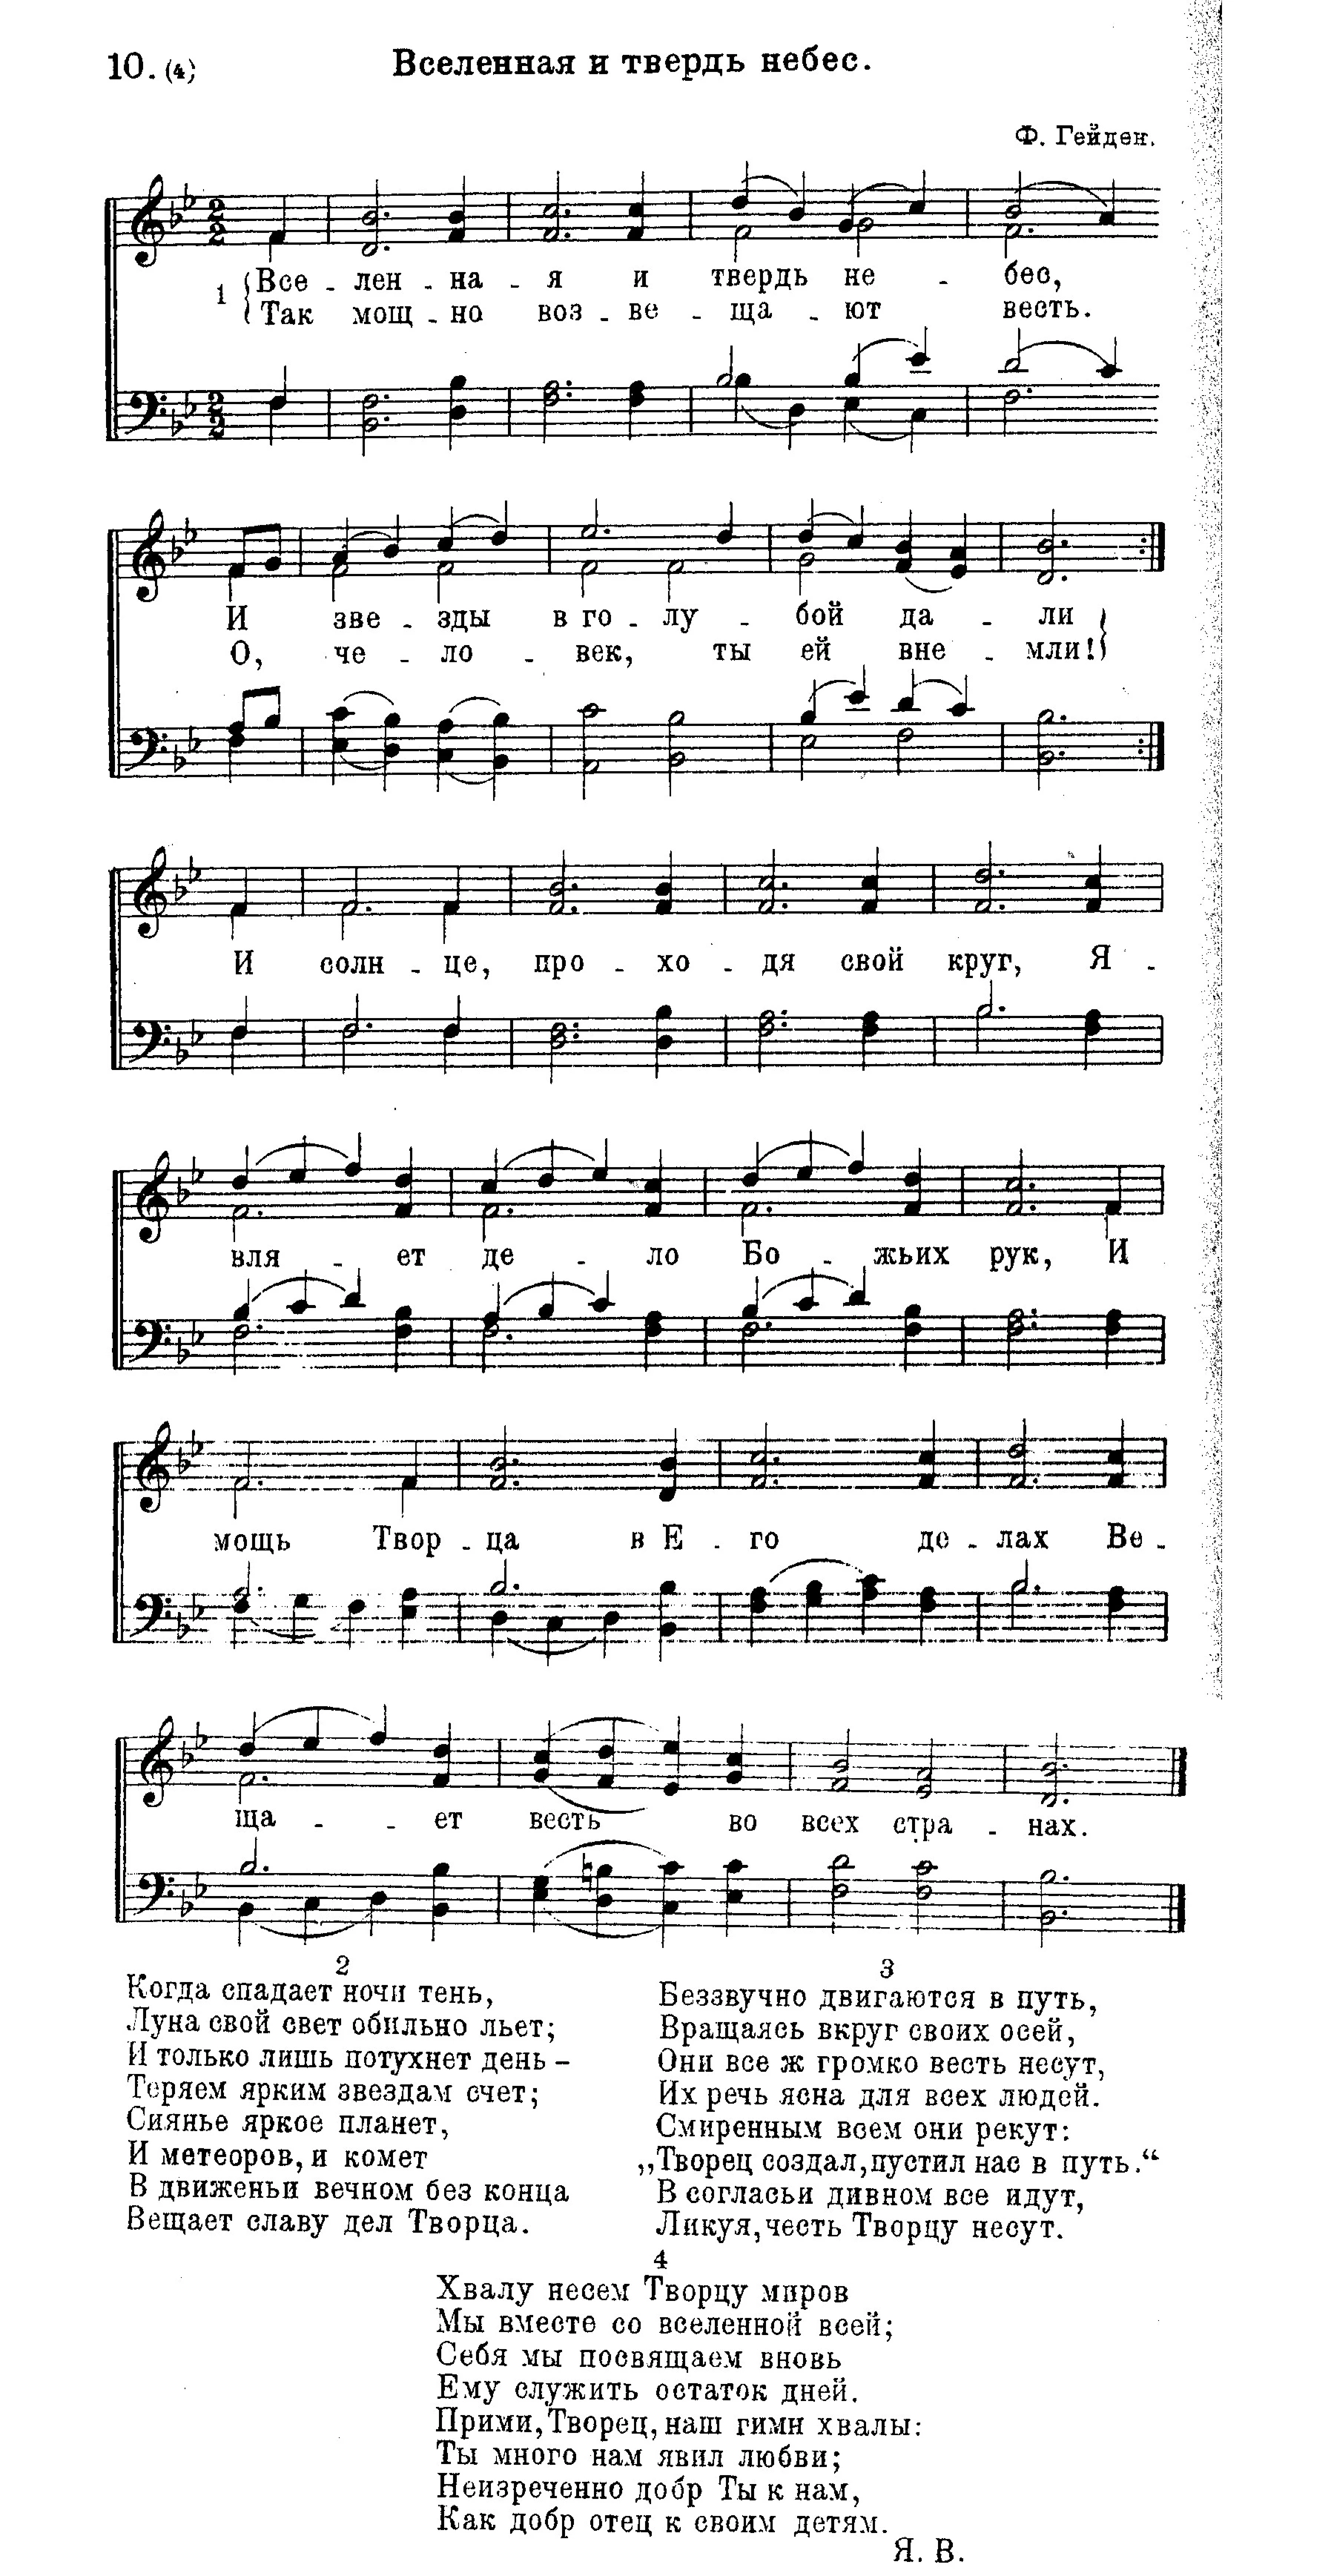 10. (4)
Вселенная и твердь небес.
Ф. Гейден.
1 Все - лен - на - я и твердь не - бес,
Так мощ - но воз - ве - ща - ют весть.
И зве - зды в го - лу - бой да - ли
О, че - ло - век, ты ей вне - мли!
И солн - це, про - хо - дя свой круг, Я -
вля - ет де - ло Бо - жьих рук, И
мощь Твор - ца в Е - го де - лах Ве -
ща - - ет весть во всех стра - нах.
2
Когда спадает ночи тень,
Луна свой свет обильно льет;
И только лишь потухнет день –
Теряем ярким звездам счет;
Сиянье яркое планет,
И метеоров, и комет
В движеньи вечном без конца
Вещает славу дел Творца.
3
Беззвучно двигаются в путь,
Вращаясь вкруг своих осей,
Они все ж громко весть несут,
Их речь ясна для всех людей.
Смиренным всем они рекут:
„Творец создал, пустил нас в путь.“
В согласьи дивном все идут,
Ликуя, честь Творцу несут.
4
Хвалу несем Творцу миров
Мы вместе со вселенной всей;
Себя мы посвящаем вновь
Ему служить остаток дней.
Прими, Творец, наш гимн хвалы:
Ты много нам явил любви;
Неизреченно добр Ты к нам,
Как добр отец к своим детям.
Я. В.